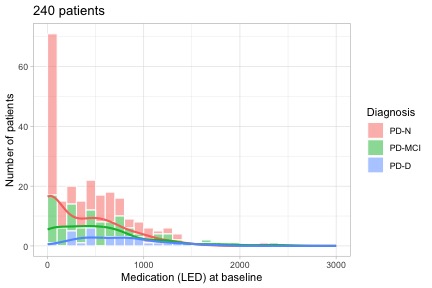 240 patients
Number of patients
60
40
20
0
0
1000
2000
3000
Medication (LED) at baseline
Diagnosis
PD-N
PD-MCI
PD-D